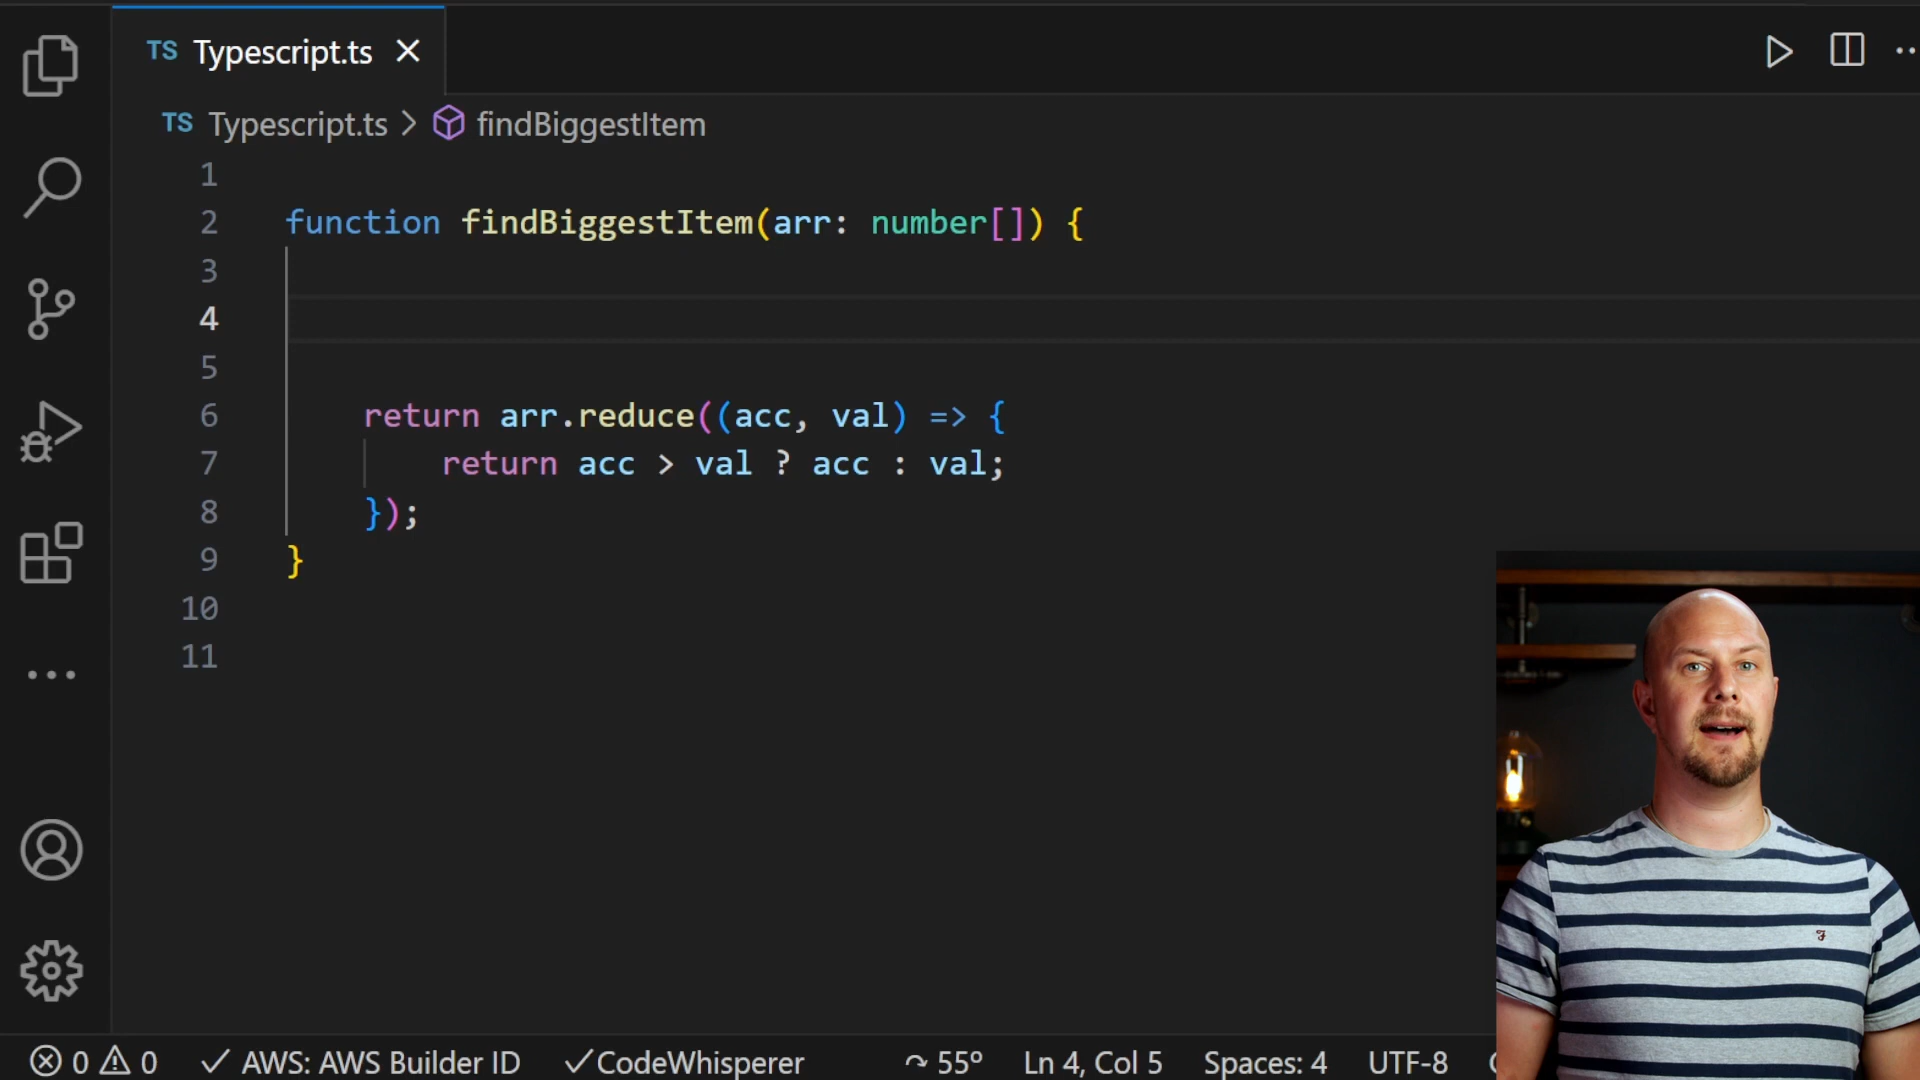 TS Typescript.ts
TS Typescript.ts > findBiggestItem
1
2 function findBiggestItem(arr: number[]) {
3
4
5
6 return arr.reduce((acc, val) => {
7 return acc > val ? acc : val;
8 });
9 }
10
11
0 0 AWS: AWS Builder ID CodeWhisperer 55º Ln 4, Col 5 Spaces: 4 UTF-8